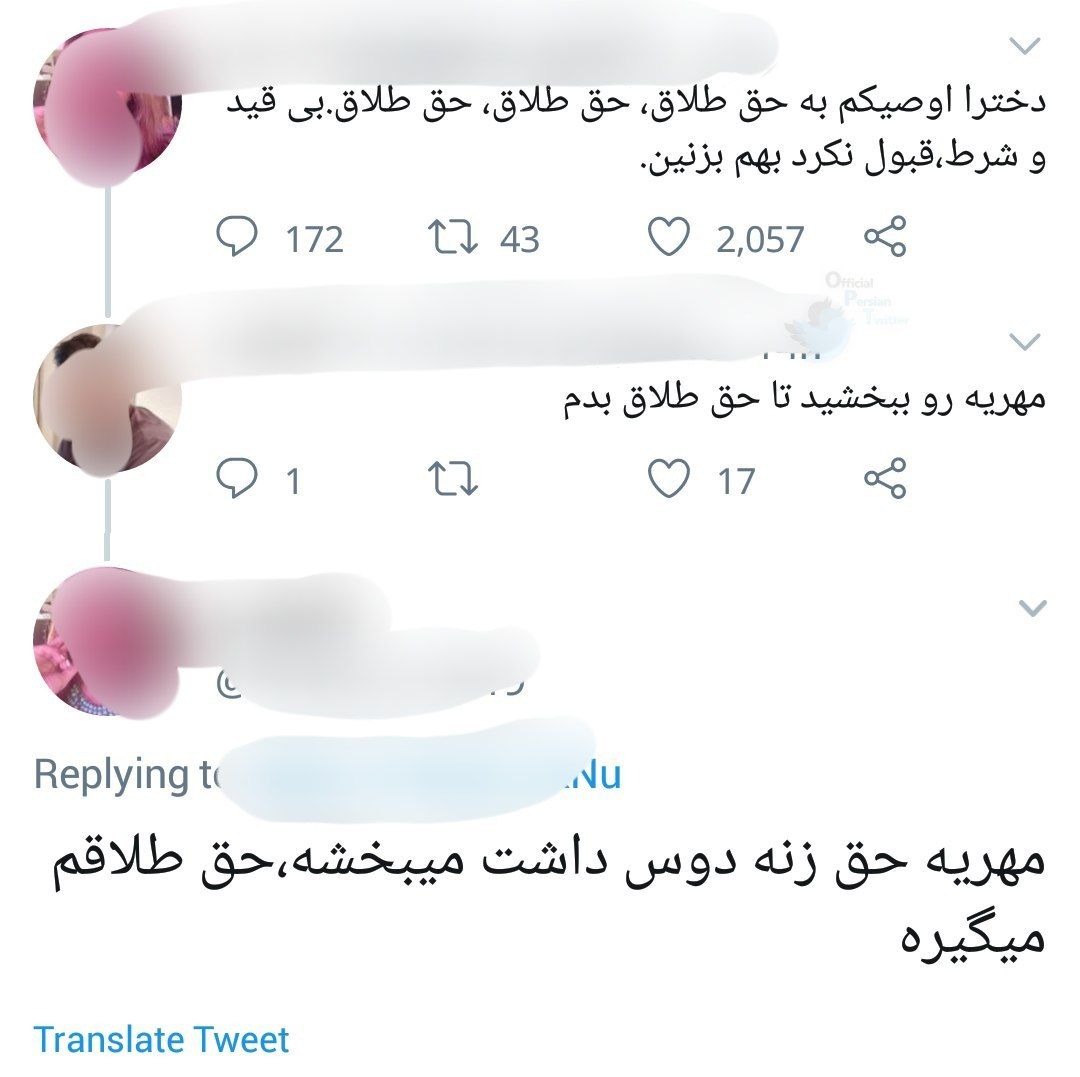 دخترا اوصیکم به حق طلاق، حق طلاق، حق طلاق.بی قید
و شرط،قبول نکرد بهم بزنین.
172 43 2,057
Official
Persian
Twitter
مهریه رو ببخشید تا حق طلاق بدم
1 17
@
Replying to
مهریه حق زنه دوس داشت میبخشه،حق طلاقم
میگیره
Translate Tweet